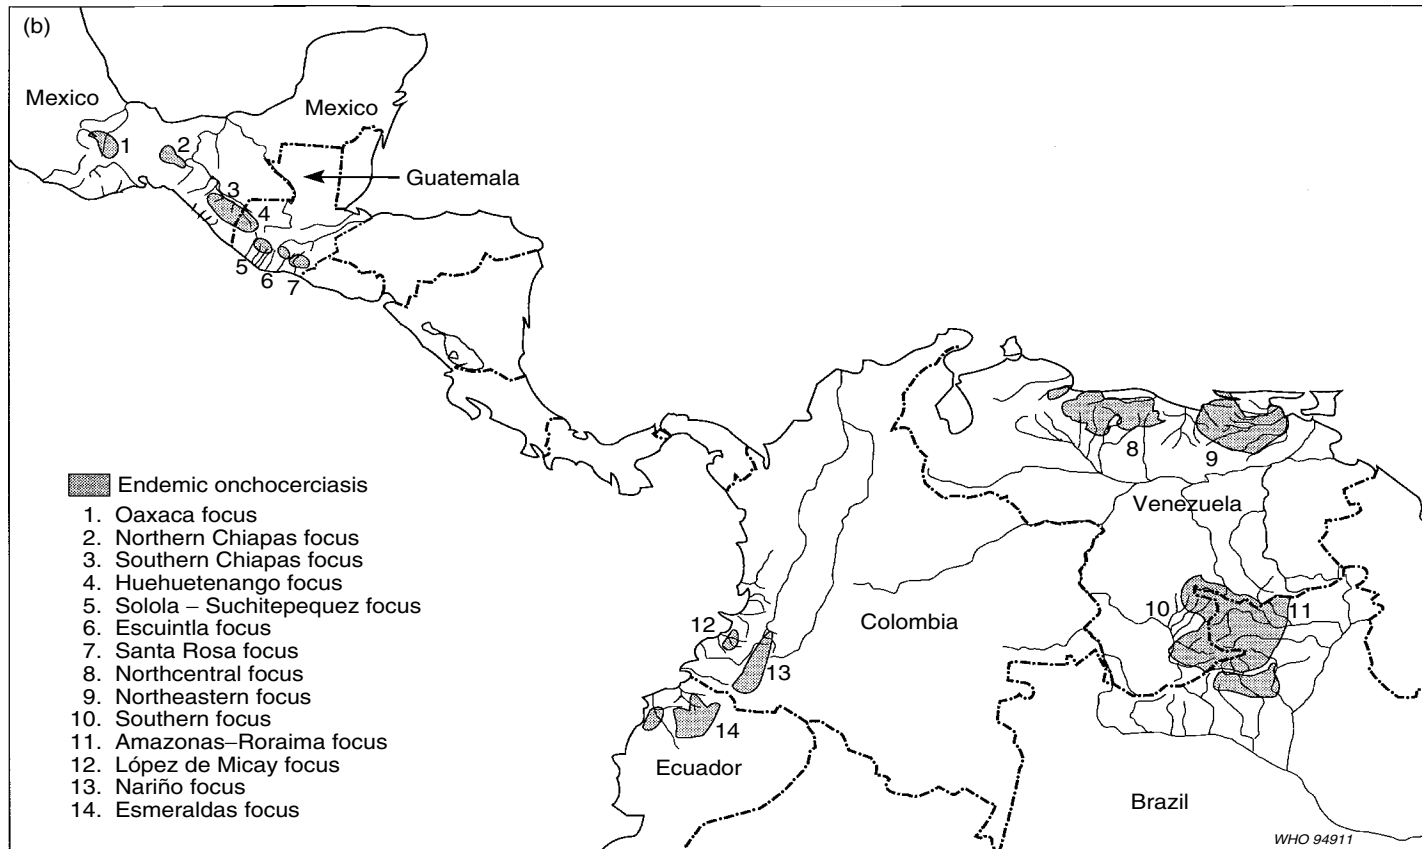 (b)
Mexico
Mexico
1
2
Guatemala
3
4
5
6
7
8
9
Venezuela
10
11
12
Colombia
13
14
Ecuador
Brazil
Endemic onchocerciasis
1. Oaxaca focus
2. Northern Chiapas focus
3. Southern Chiapas focus
4. Huehuetenango focus
5. Solola – Suchitepequez focus
6. Escuintla focus
7. Santa Rosa focus
8. Northcentral focus
9. Northeastern focus
10. Southern focus
11. Amazonas–Roraima focus
12. López de Micay focus
13. Nariño focus
14. Esmeraldas focus
WHO 94911